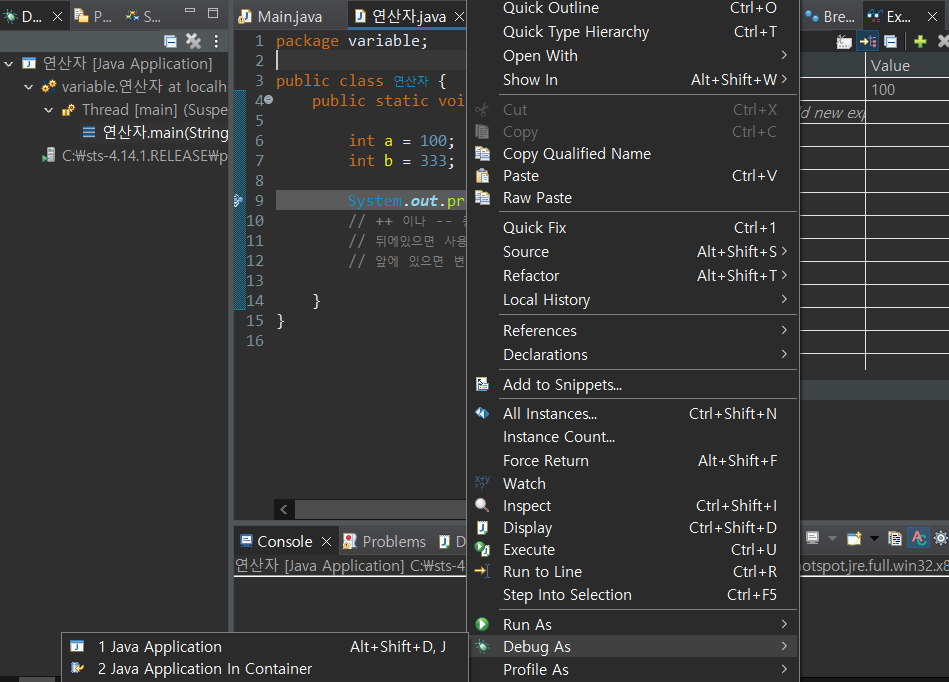 D...
P...
S...
연산자 [Java Application]
variable.연산자 at localh
Thread [main] (Suspe
연산자.main(String
C:₩sts-4.14.1.RELEASE₩p
Main.java
연산자.java
1 package variable;
2
3 public class 연산자 {
4 public static voi
5
6 int a = 100;
7 int b = 333;
8
9 System.out.pr
10 // ++ 이나 --
11 // 뒤에있으면 사용
12 // 앞에 있으면 변
13
14 }
15 }
16
Console
Problems
D
연산자 [Java Application] C:₩sts-4
Quick Outline Ctrl+O
Quick Type Hierarchy Ctrl+T
Open With
Show In Alt+Shift+W
Cut Ctrl+X
Copy Ctrl+C
Copy Qualified Name
Paste Ctrl+V
Raw Paste
Quick Fix Ctrl+1
Source Alt+Shift+S
Refactor Alt+Shift+T
Local History
References
Declarations
Add to Snippets...
All Instances... Ctrl+Shift+N
Instance Count...
Force Return Alt+Shift+F
Watch
Inspect Ctrl+Shift+I
Display Ctrl+Shift+D
Execute Ctrl+U
Run to Line Ctrl+R
Step Into Selection Ctrl+F5
Run As
Debug As
Profile As
1 Java Application Alt+Shift+D, J
2 Java Application In Container
Bre...
Ex...
Value
100
d new exp
otspot.jre.full.win32.x8